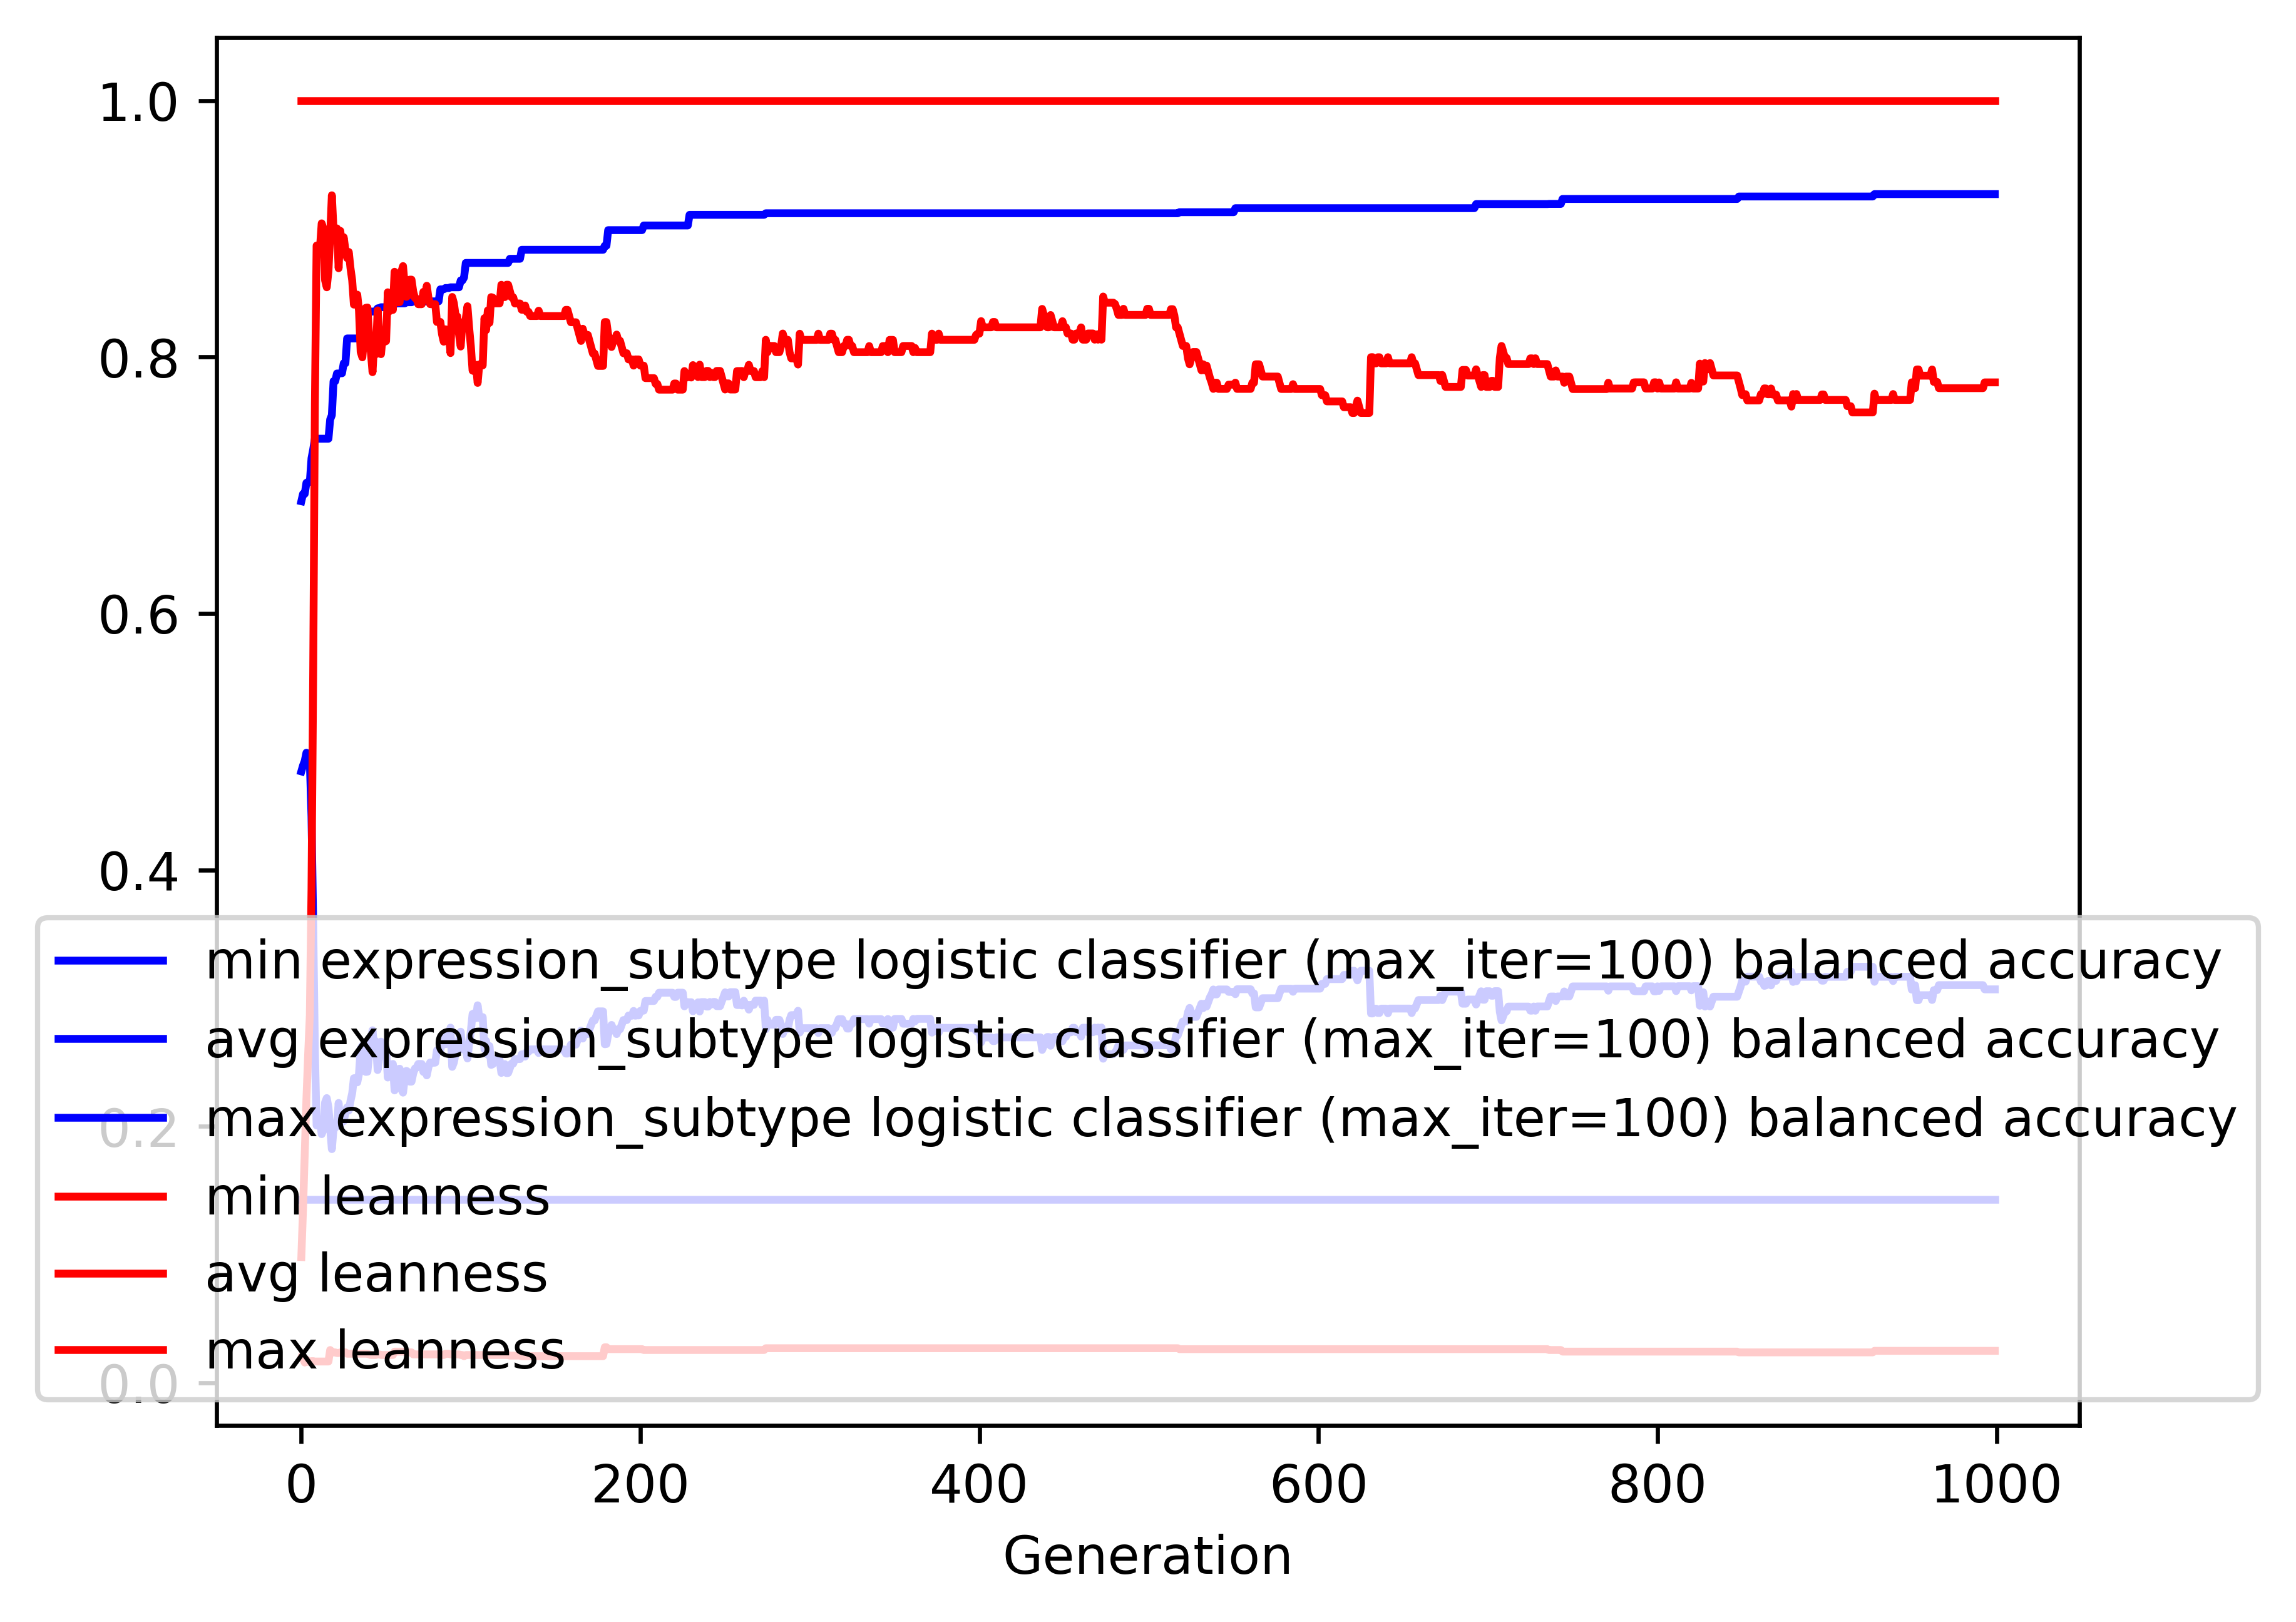 1.0
0.8
0.6
0.4
0.2
0.0
min expression_subtype logistic classifier (max_iter=100) balanced accuracy
avg expression_subtype logistic classifier (max_iter=100) balanced accuracy
max expression_subtype logistic classifier (max_iter=100) balanced accuracy
min leanness
avg leanness
max leanness
0 200 400 600 800 1000
Generation